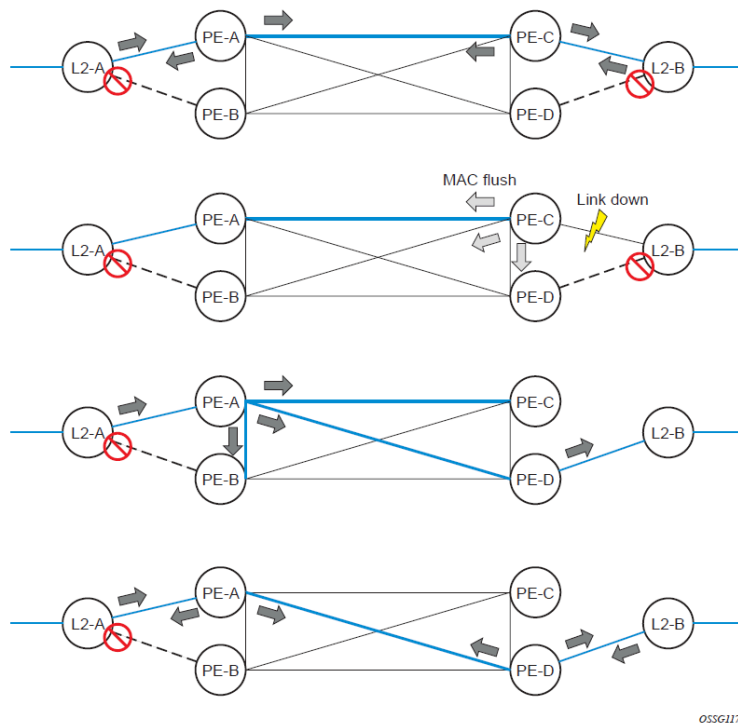 PE-A
PE-C
L2-A
L2-B
PE-B
PE-D
MAC flush
Link down
PE-A
PE-C
L2-A
L2-B
PE-B
PE-D
PE-A
PE-C
L2-A
L2-B
PE-B
PE-D
PE-A
PE-C
L2-A
L2-B
PE-B
PE-D
OSSG117